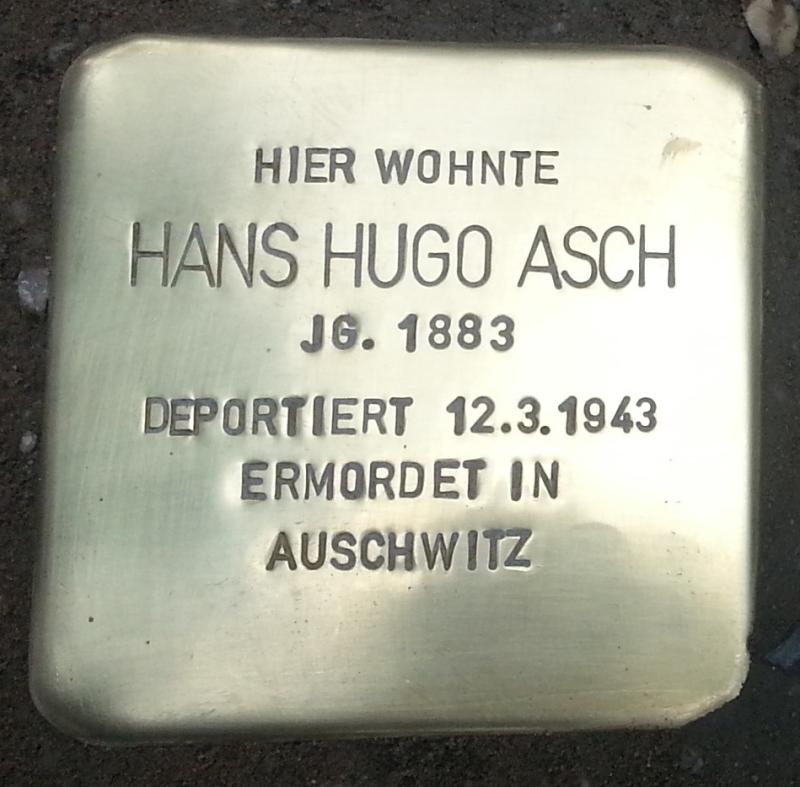 HIER WOHNTE
HANS HUGO ASCH
JG. 1883
DEPORTIERT 12.3.1943
ERMORDET IN
AUSCHWITZ